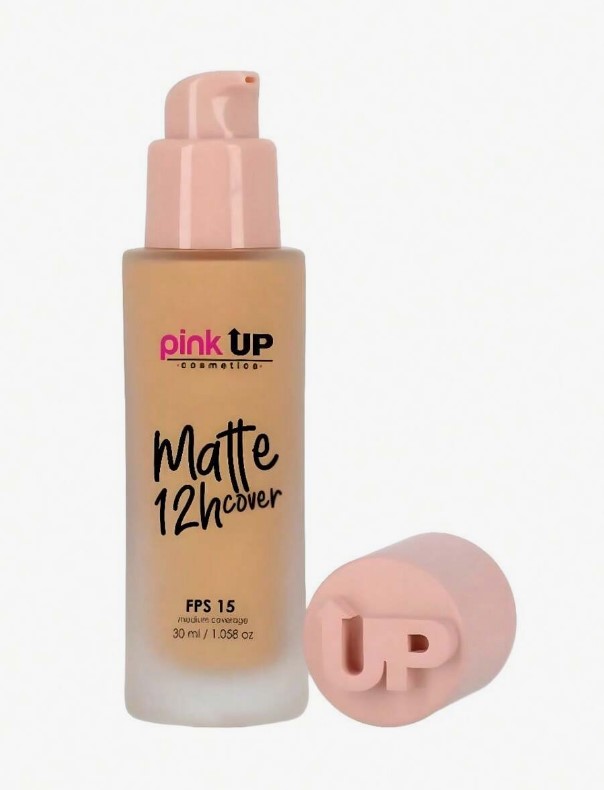 pink UP
·cosmetics·
Matte
12h cover
FPS 15
medium coverage
30 ml / 1.058 oz
UP